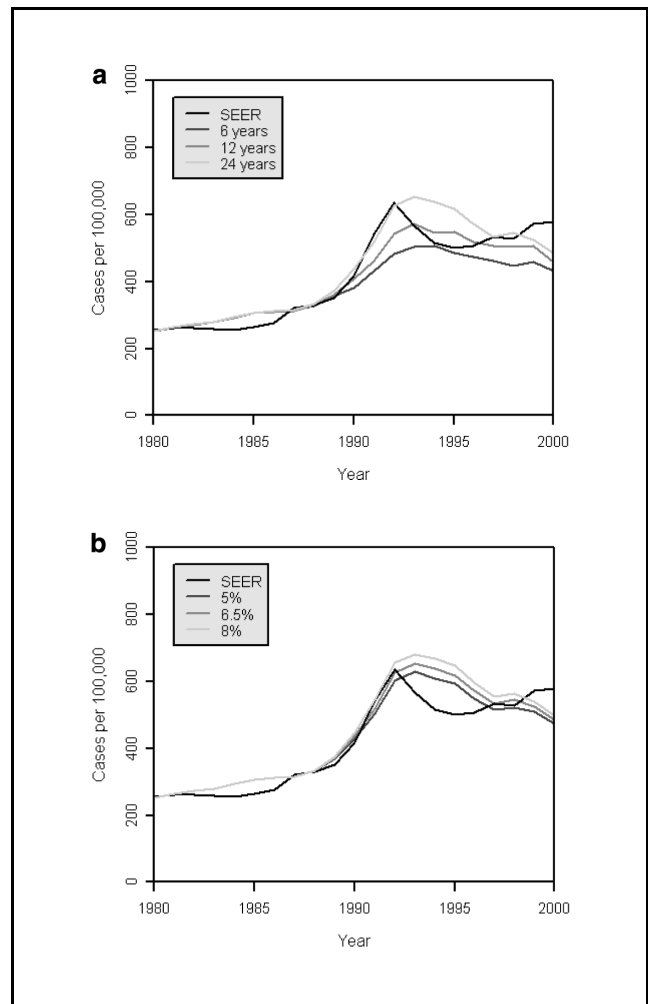 a
1000
800
600
400
200
0
Cases per 100,000
SEER
6 years
12 years
24 years
1980 1985 1990 1995 2000
Year
b
1000
800
600
400
200
0
Cases per 100,000
SEER
5%
6.5%
8%
1980 1985 1990 1995 2000
Year